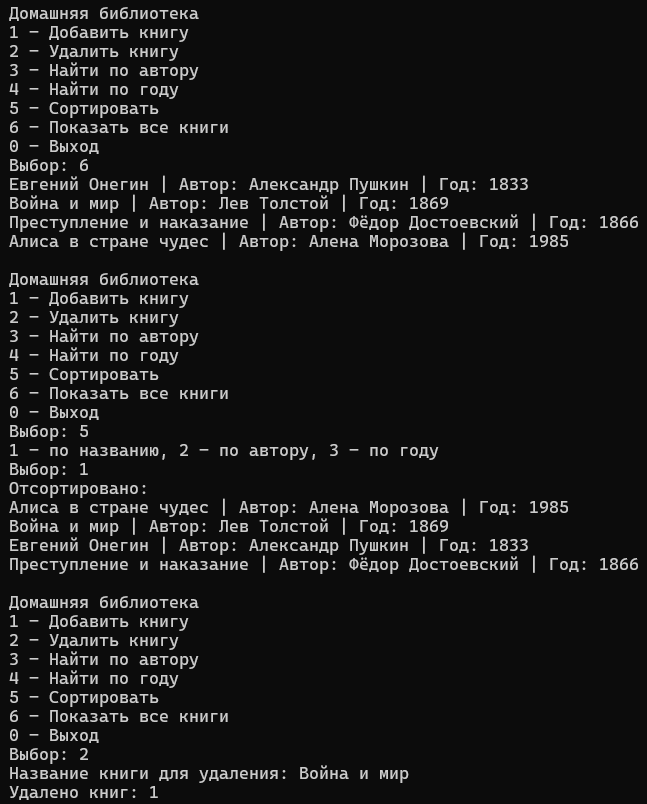 Домашняя библиотека
1 – Добавить книгу
2 – Удалить книгу
3 – Найти по автору
4 – Найти по году
5 – Сортировать
6 – Показать все книги
0 – Выход
Выбор: 6
Евгений Онегин | Автор: Александр Пушкин | Год: 1833
Война и мир | Автор: Лев Толстой | Год: 1869
Преступление и наказание | Автор: Фёдор Достоевский | Год: 1866
Алиса в стране чудес | Автор: Алена Морозова | Год: 1985

Домашняя библиотека
1 – Добавить книгу
2 – Удалить книгу
3 – Найти по автору
4 – Найти по году
5 – Сортировать
6 – Показать все книги
0 – Выход
Выбор: 5
1 – по названию, 2 – по автору, 3 – по году
Выбор: 1
Отсортировано:
Алиса в стране чудес | Автор: Алена Морозова | Год: 1985
Война и мир | Автор: Лев Толстой | Год: 1869
Евгений Онегин | Автор: Александр Пушкин | Год: 1833
Преступление и наказание | Автор: Фёдор Достоевский | Год: 1866

Домашняя библиотека
1 – Добавить книгу
2 – Удалить книгу
3 – Найти по автору
4 – Найти по году
5 – Сортировать
6 – Показать все книги
0 – Выход
Выбор: 2
Название книги для удаления: Война и мир
Удалено книг: 1